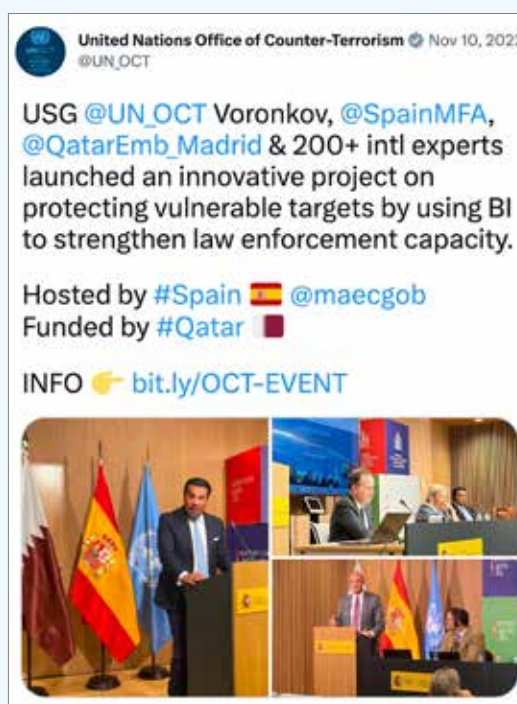 United Nations Office of Counter-Terrorism Nov 10, 2022
@UN_OCT
USG @UN_OCT Voronkov, @SpainMFA,
@QatarEmb_Madrid & 200+ intl experts
launched an innovative project on
protecting vulnerable targets by using BI
to strengthen law enforcement capacity.
Hosted by #Spain 🇪🇸 @maecgob
Funded by #Qatar 🇶🇦
INFO 👉 bit.ly/OCT-EVENT